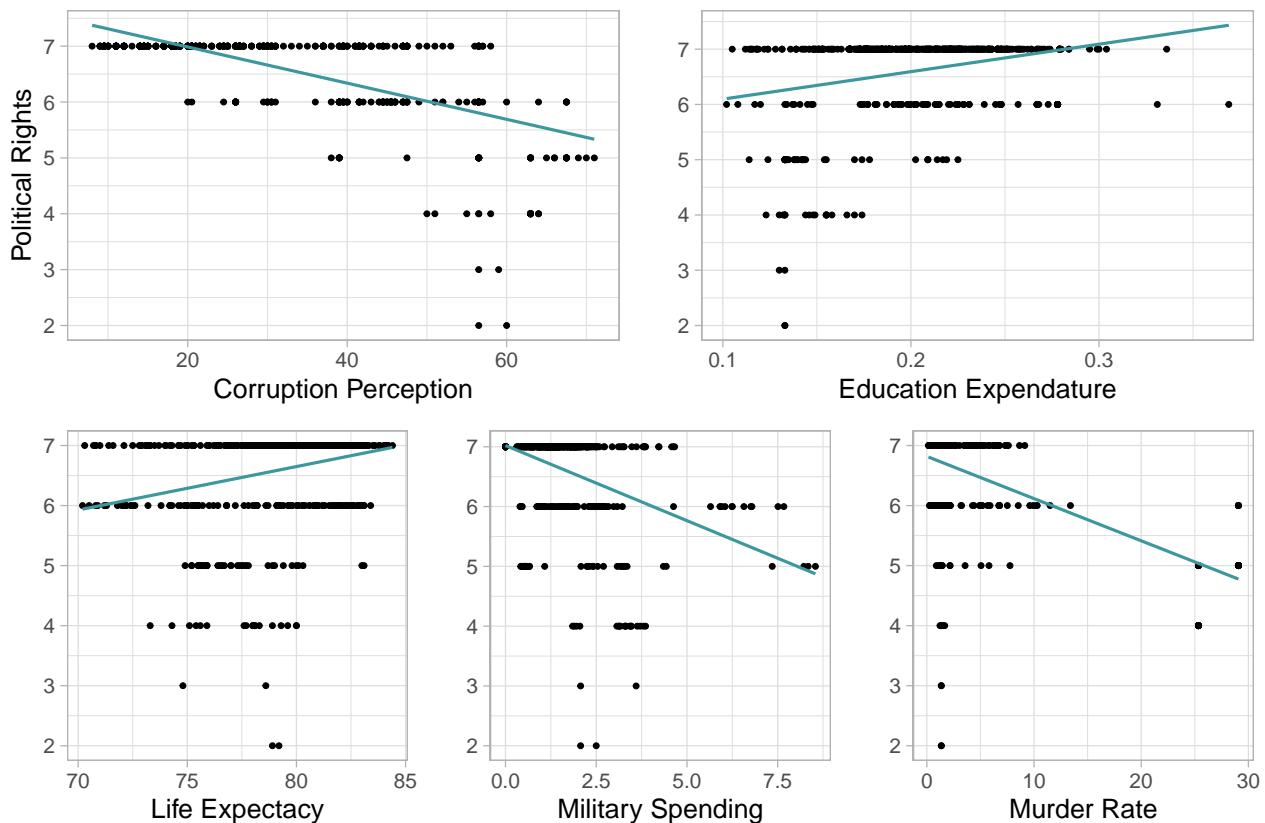 Political Rights
7
6
5
4
3
2
20 40 60
Corruption Perception
0.1 0.2 0.3
Education Expendature
7
6
5
4
3
2
7
6
5
4
3
2
70 75 80 85
Life Expectacy
7
6
5
4
3
2
0.0 2.5 5.0 7.5
Military Spending
7
6
5
4
3
2
0 10 20 30
Murder Rate